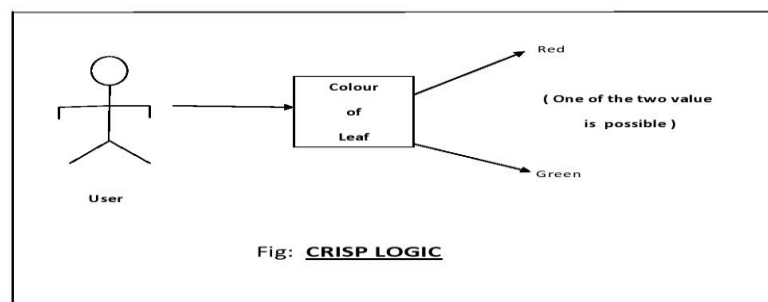 Red
Colour
of
Leaf
( One of the two value
is possible )
Green
User
Fig: CRISP LOGIC